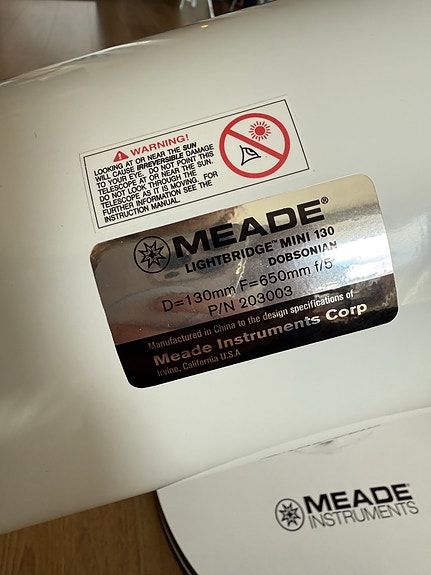 WARNING!
LOOKING AT OR NEAR THE SUN
WILL CAUSE IRREVERSIBLE DAMAGE
TO YOUR EYE. DO NOT POINT THIS
TELESCOPE AT OR NEAR THE SUN.
DO NOT LOOK THROUGH THE
TELESCOPE AS IT IS MOVING. FOR
FURTHER INFORMATION SEE THE
INSTRUCTION MANUAL.
MEADE®
LIGHTBRIDGE™ MINI 130
DOBSONIAN
D=130mm F=650mm f/5
P/N 203003
Manufactured in China to the design specifications of
Meade Instruments Corp
Irvine, California U.S.A
MEADE
INSTRUMENTS